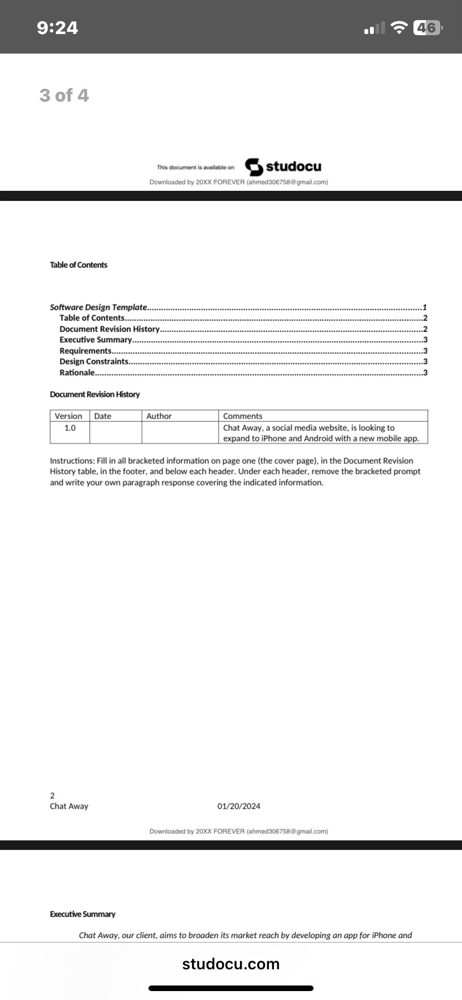 9:24
46
3 of 4
This document is available on studocu
Downloaded by 20XX FOREVER (ahmed306758@gmail.com)
Table of Contents
Software Design Template....................1
Table of Contents....................2
Document Revision History....................2
Executive Summary....................3
Requirements....................3
Design Constraints....................3
Rationale....................3
Document Revision History
Version Date Author Comments
1.0 Chat Away, a social media website, is looking to
expand to iPhone and Android with a new mobile app.
Instructions: Fill in all bracketed information on page one (the cover page), in the Document Revision
History table, in the footer, and below each header. Under each header, remove the bracketed prompt
and write your own paragraph response covering the indicated information.
2
Chat Away 01/20/2024
Downloaded by 20XX FOREVER (ahmed306758@gmail.com)
Executive Summary
Chat Away, our client, aims to broaden its market reach by developing an app for iPhone and
studocu.com